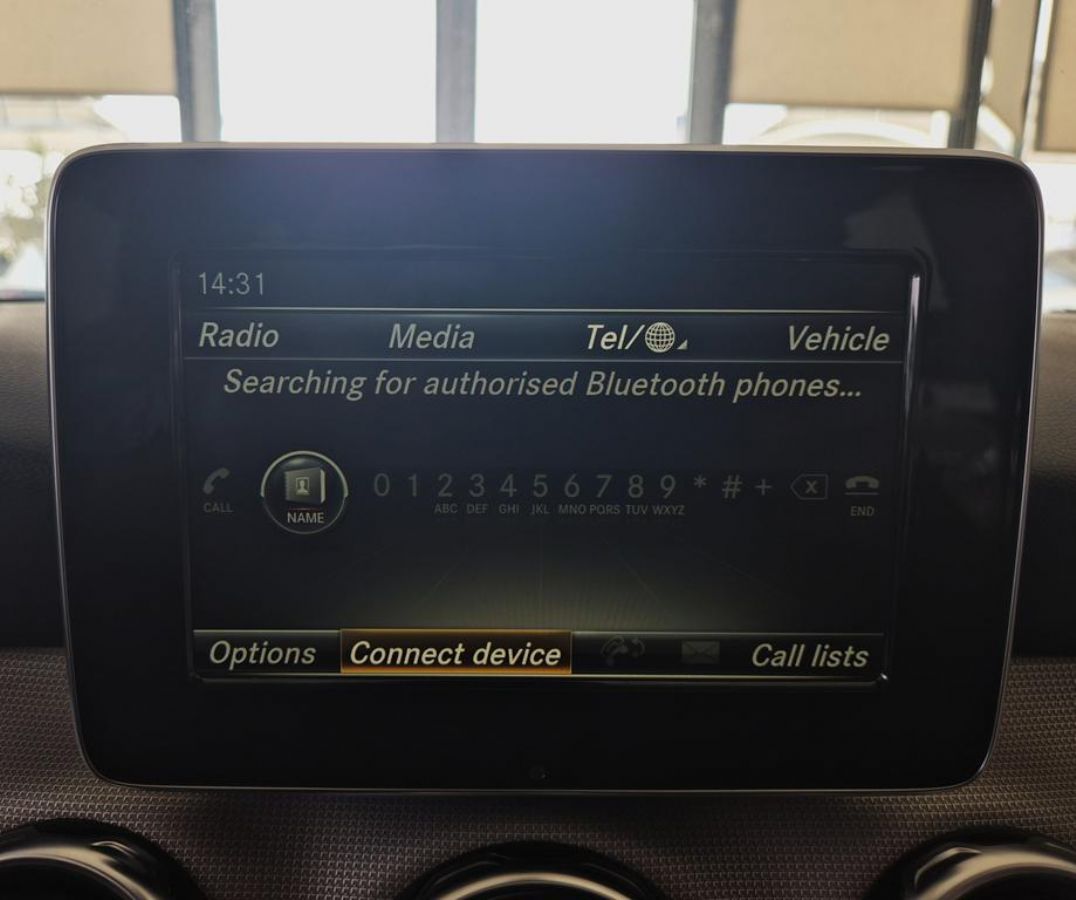 14:31
Radio Media Tel/ Vehicle
Searching for authorised Bluetooth phones...
0 1 2 3 4 5 6 7 8 9 * # + X
CALL NAME ABC DEF GHI JKL MNO PQRS TUV WXYZ END
Options Connect device Call lists